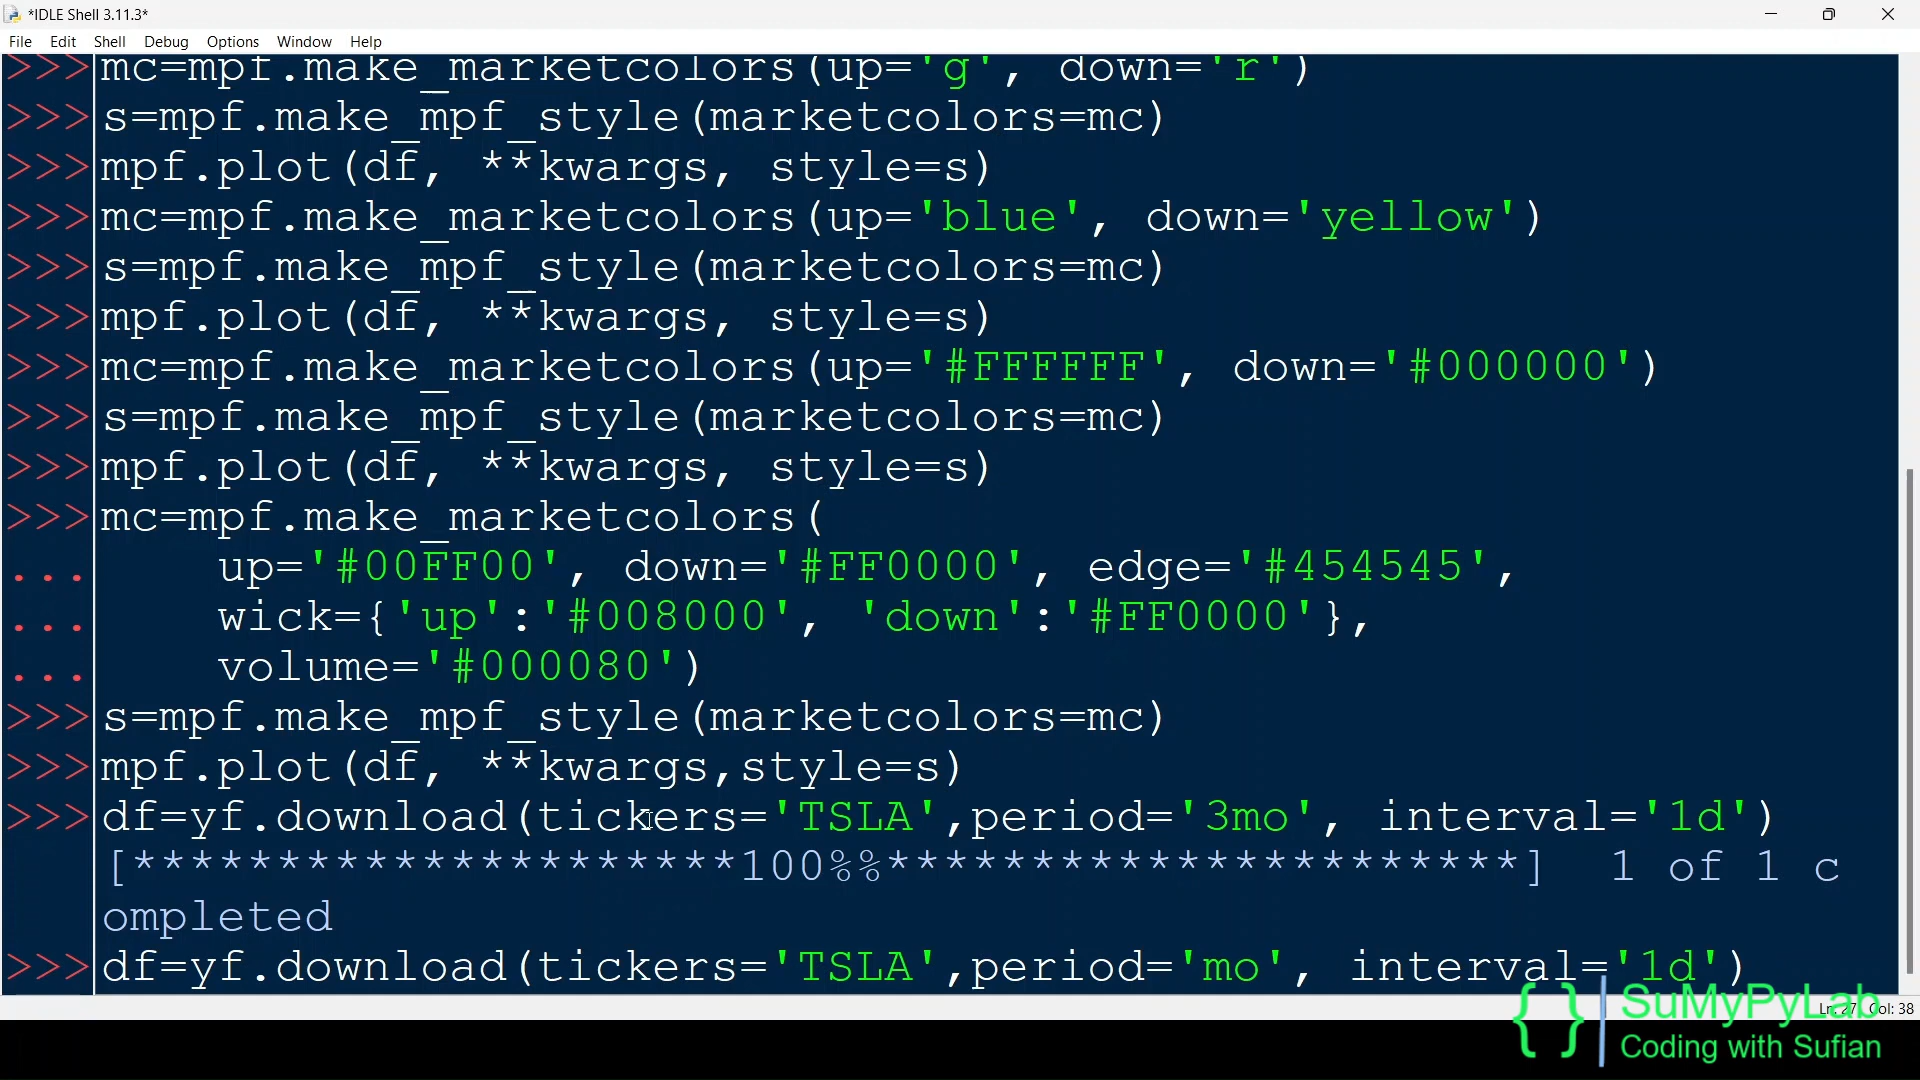 *IDLE Shell 3.11.3*
File Edit Shell Debug Options Window Help
>>> mc=mpf.make_marketcolors(up='g', down='r')
>>> s=mpf.make_mpf_style(marketcolors=mc)
>>> mpf.plot(df, **kwargs, style=s)
>>> mc=mpf.make_marketcolors(up='blue', down='yellow')
>>> s=mpf.make_mpf_style(marketcolors=mc)
>>> mpf.plot(df, **kwargs, style=s)
>>> mc=mpf.make_marketcolors(up='#FFFFFF', down='#000000')
>>> s=mpf.make_mpf_style(marketcolors=mc)
>>> mpf.plot(df, **kwargs, style=s)
>>> mc=mpf.make_marketcolors(
...     up='#00FF00', down='#FF0000', edge='#454545',
...     wick={'up':'#008000', 'down':'#FF0000'},
...     volume='#000080')
>>> s=mpf.make_mpf_style(marketcolors=mc)
>>> mpf.plot(df, **kwargs,style=s)
>>> df=yf.download(tickers='TSLA',period='3mo', interval='1d')
[*********************100%%**********************]  1 of 1 c
ompleted
>>> df=yf.download(tickers='TSLA',period='mo', interval='1d')
Ln: 27 Col: 38
{ } SuMyPyLab
Coding with Sufian